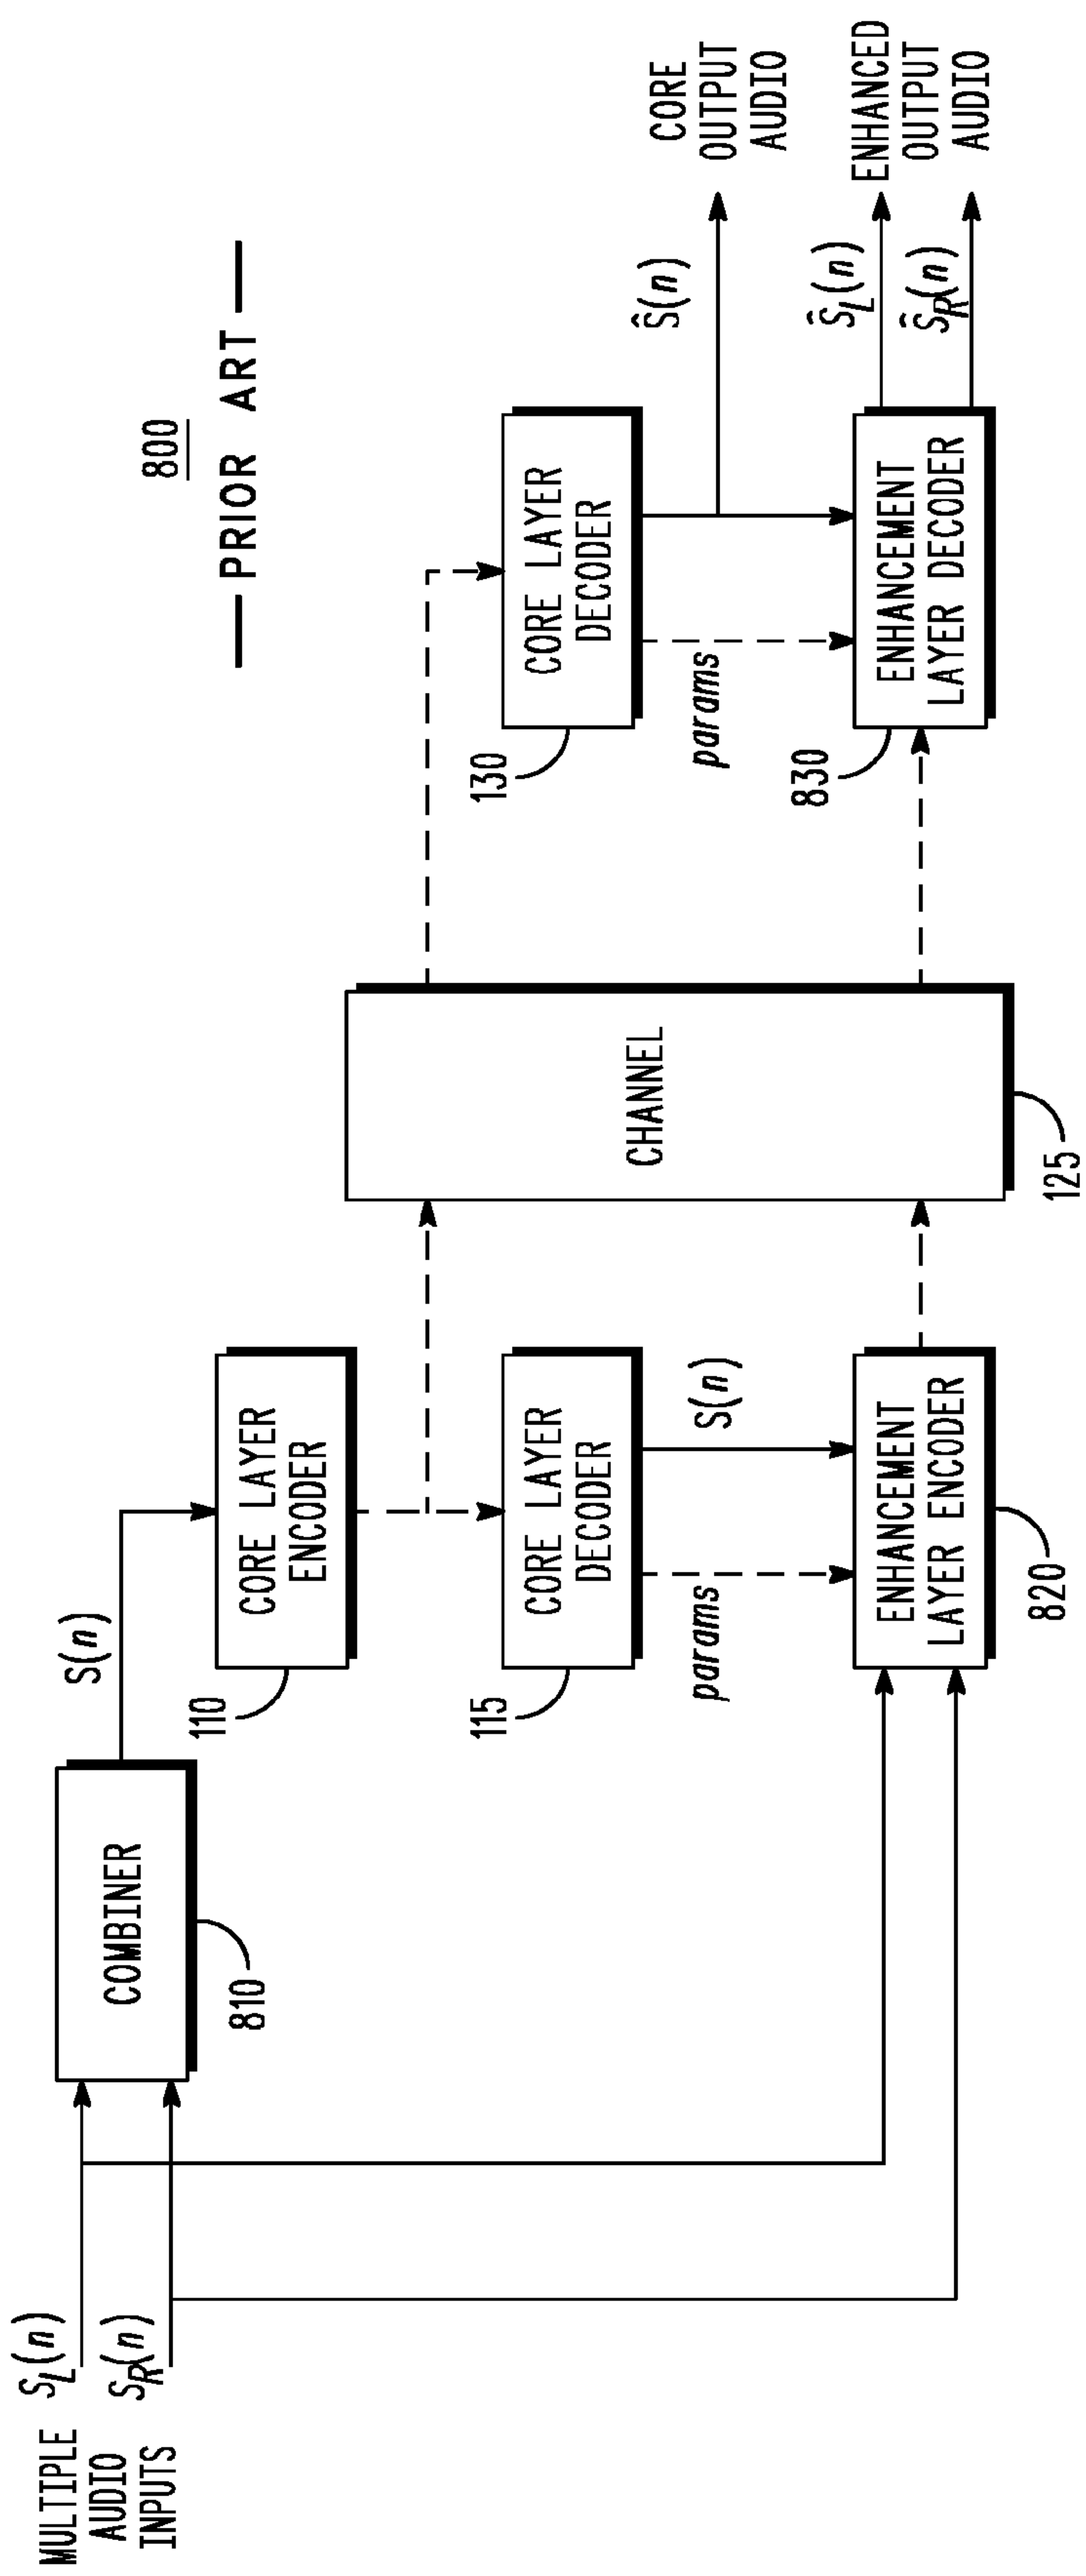 800
— PRIOR ART —
MULTIPLE
AUDIO
INPUTS
S_L(n)
S_R(n)
COMBINER
810
S(n)
CORE LAYER
ENCODER
110
CORE LAYER
DECODER
115
params
S(n)
ENHANCEMENT
LAYER ENCODER
820
CHANNEL
125
CORE LAYER
DECODER
130
params
ENHANCEMENT
LAYER DECODER
830
Ŝ(n)
CORE
OUTPUT
AUDIO
Ŝ_L(n)
Ŝ_R(n)
ENHANCED
OUTPUT
AUDIO